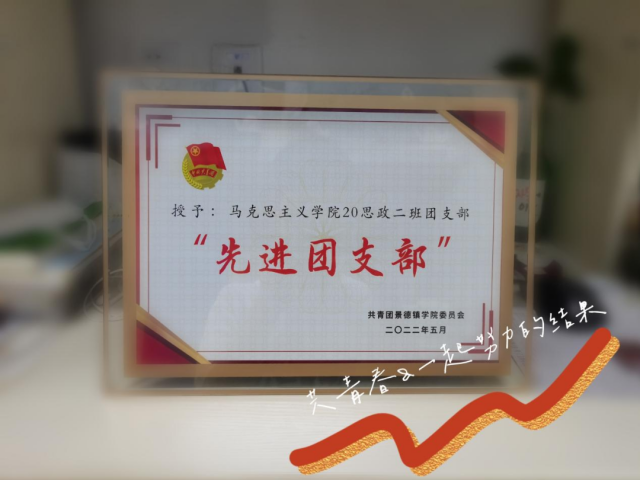 授予：马克思主义学院20思政二班团支部
“先进团支部”
共青团景德镇学院委员会
二〇二二年五月
共青春&一起努力的结果